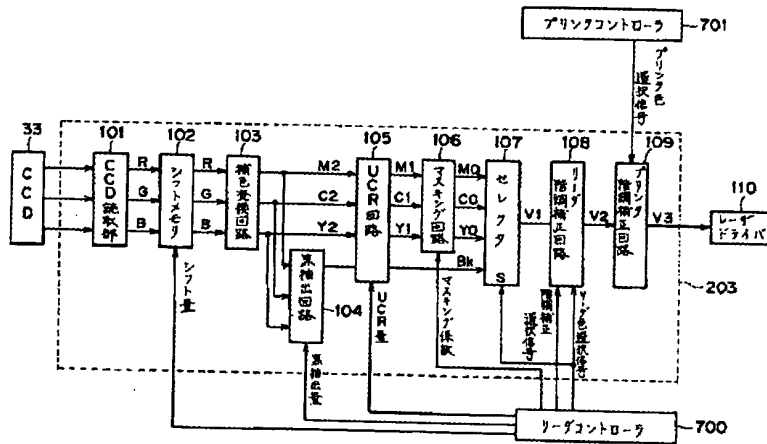 プリンタコントローラ
701
プリンタ色
選択信号
33
101
102
103
105
106
107
108
109
CCD
CCD読取部
R
G
B
シフトメモリ
R
G
B
補色変換回路
M2
C2
Y2
UCR回路
M1
C1
Y1
マスキング回路
M0
C0
Y0
Bk
セレクタ
S
V1
リーダ
階調補正回路
V2
プリンタ
階調補正回路
V3
110
レーザ
ドライバ
203
黒抽出回路
104
シフト量
黒抽出量
UCR量
マスキング係数
階調補正
選択信号
リーダ色選択信号
リーダコントローラ
700